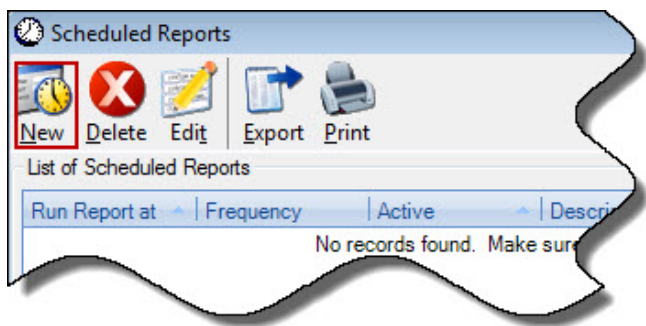 Scheduled Reports
New Delete Edit Export Print
List of Scheduled Reports
Run Report at Frequency Active
No records found. Make sure